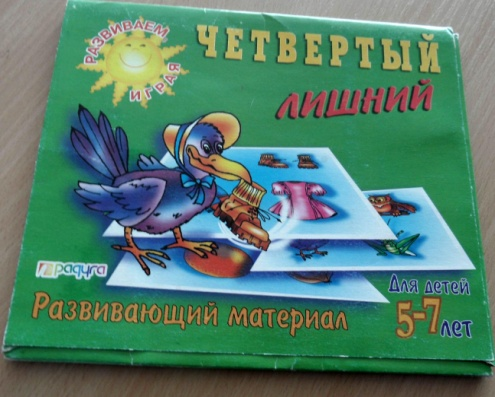 РАЗВИВАЕМ
ИГРАЯ
ЧЕТВЕРТЫЙ
ЛИШНИЙ
радуга
Для детей
5-7 лет
Развивающий материал